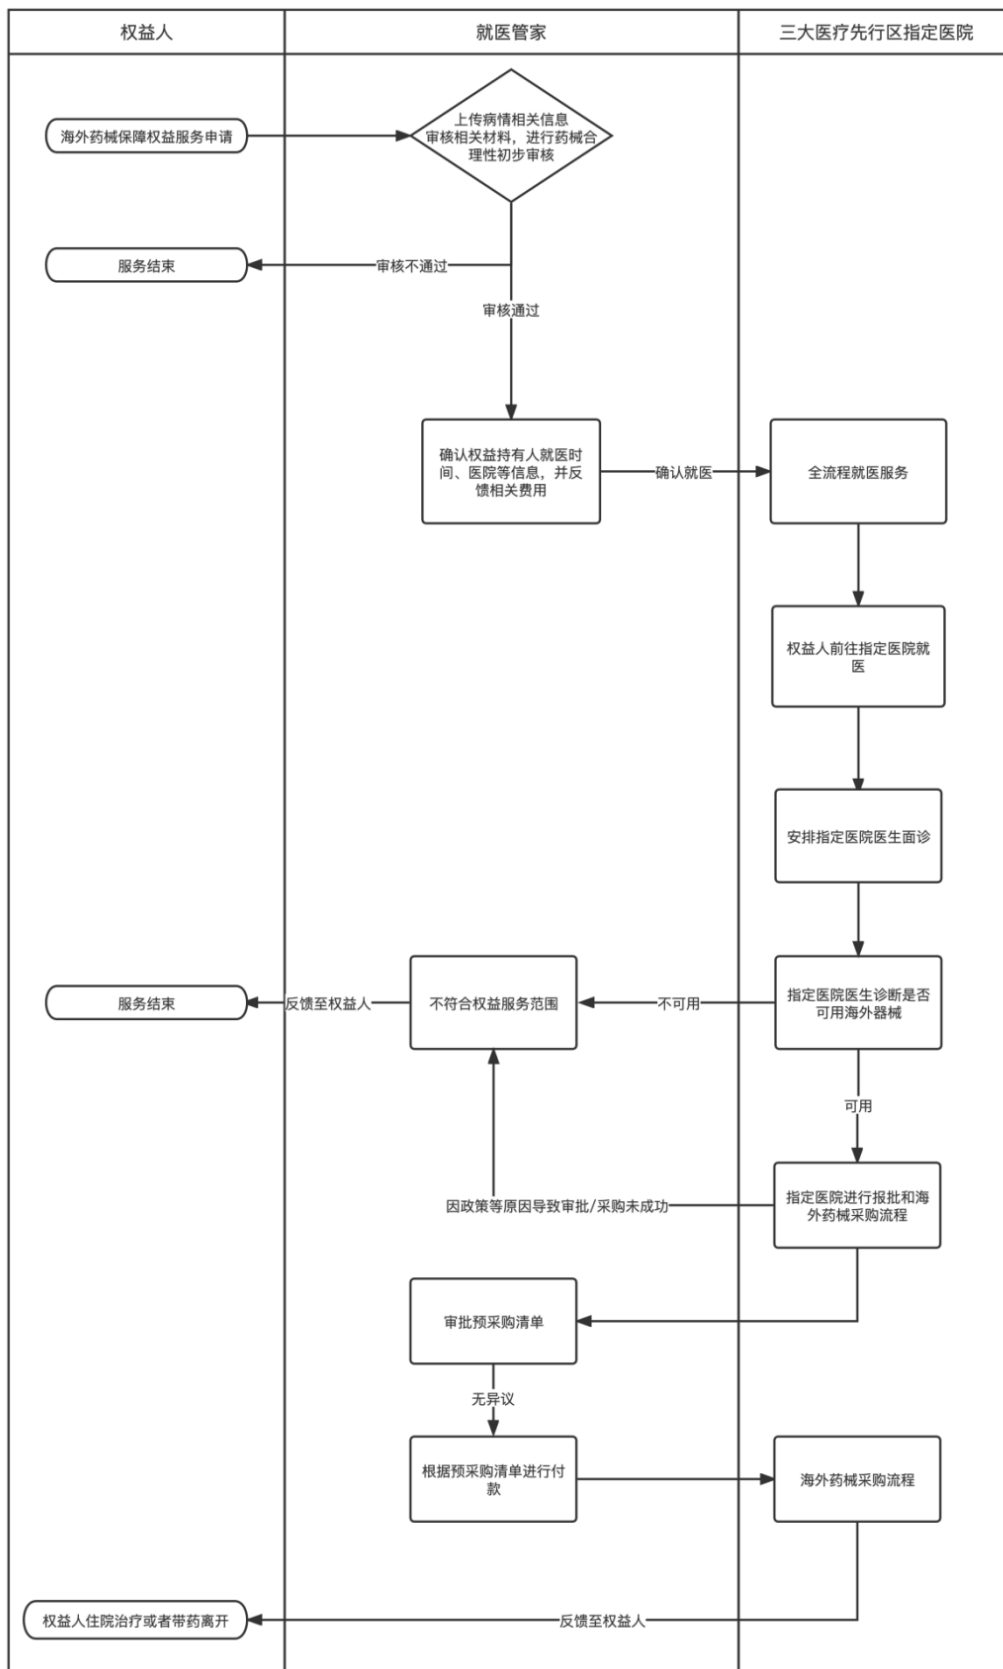 权益人
就医管家
三大医疗先行区指定医院
海外药械保障权益服务申请
上传病情相关信息
审核相关材料，进行药械合
理性初步审核
服务结束
审核不通过
审核通过
确认权益持有人就医时
间、医院等信息，并反
馈相关费用
确认就医
全流程就医服务
权益人前往指定医院就
医
安排指定医院医生面诊
服务结束
反馈至权益人
不符合权益服务范围
不可用
指定医院医生诊断是否
可用海外器械
可用
因政策等原因导致审批/采购未成功
指定医院进行报批和海
外药械采购流程
审批预采购清单
无异议
根据预采购清单进行付
款
海外药械采购流程
权益人住院治疗或者带药离开
反馈至权益人